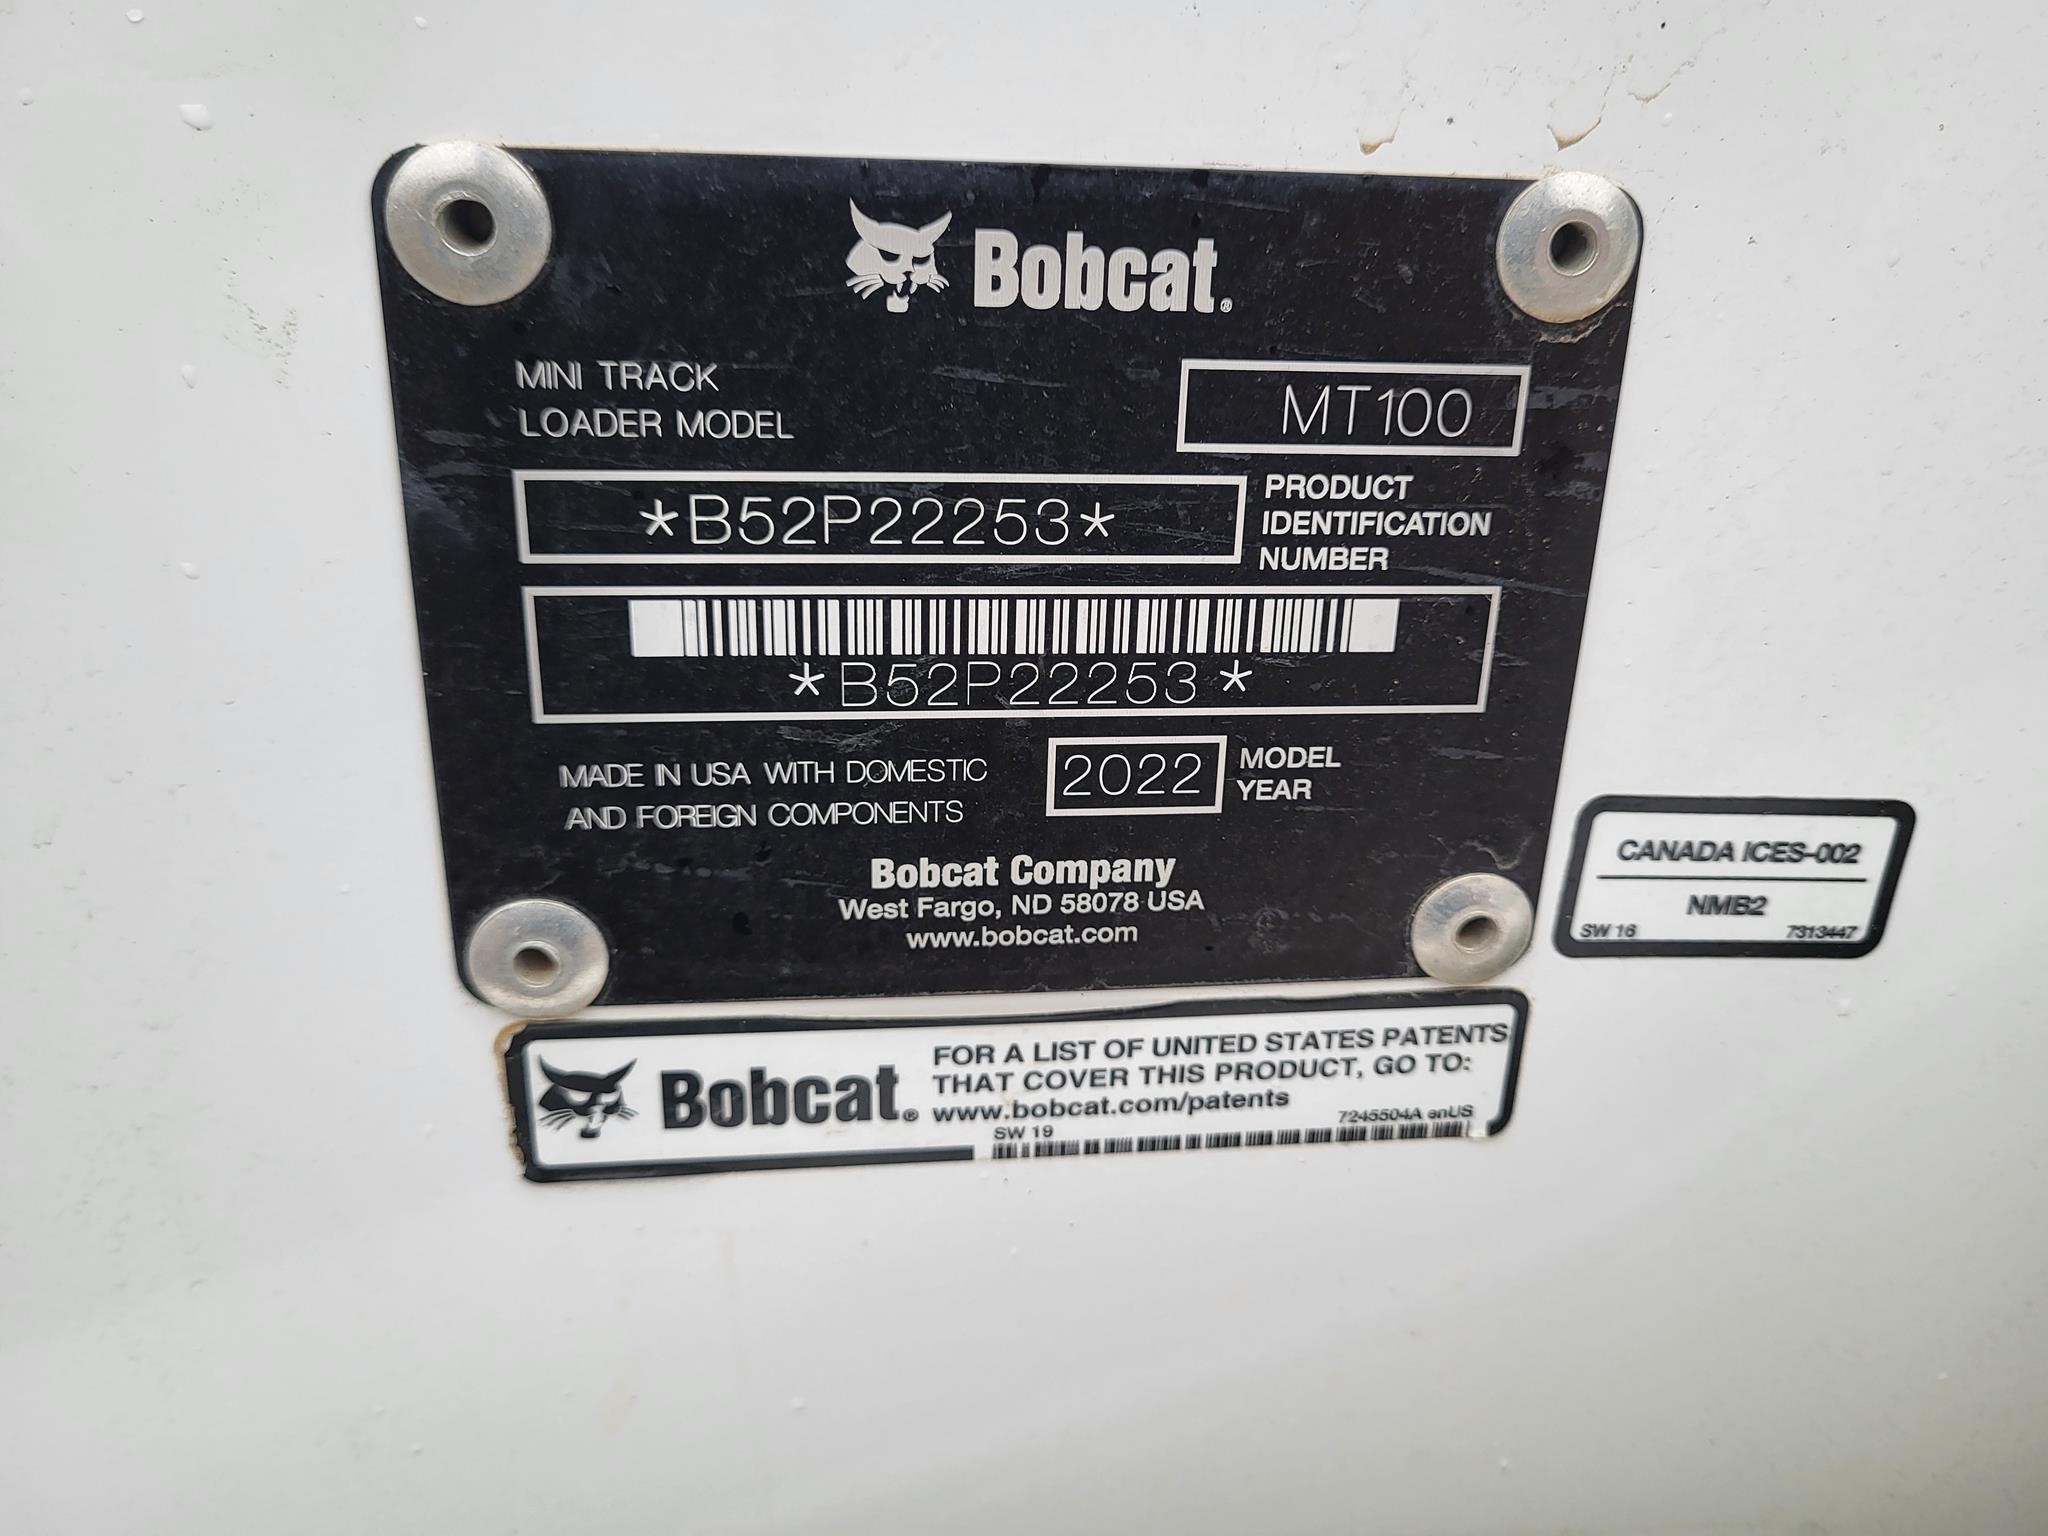 Bobcat®
MINI TRACK
LOADER MODEL
MT100
*B52P22253*
PRODUCT
IDENTIFICATION
NUMBER
*B52P22253*
MADE IN USA WITH DOMESTIC
AND FOREIGN COMPONENTS
2022
MODEL
YEAR
Bobcat Company
West Fargo, ND 58078 USA
www.bobcat.com
CANADA ICES-002
NMB2
SW 16 7313447
Bobcat®
FOR A LIST OF UNITED STATES PATENTS
THAT COVER THIS PRODUCT, GO TO:
www.bobcat.com/patents
SW 19 7245504A enUS